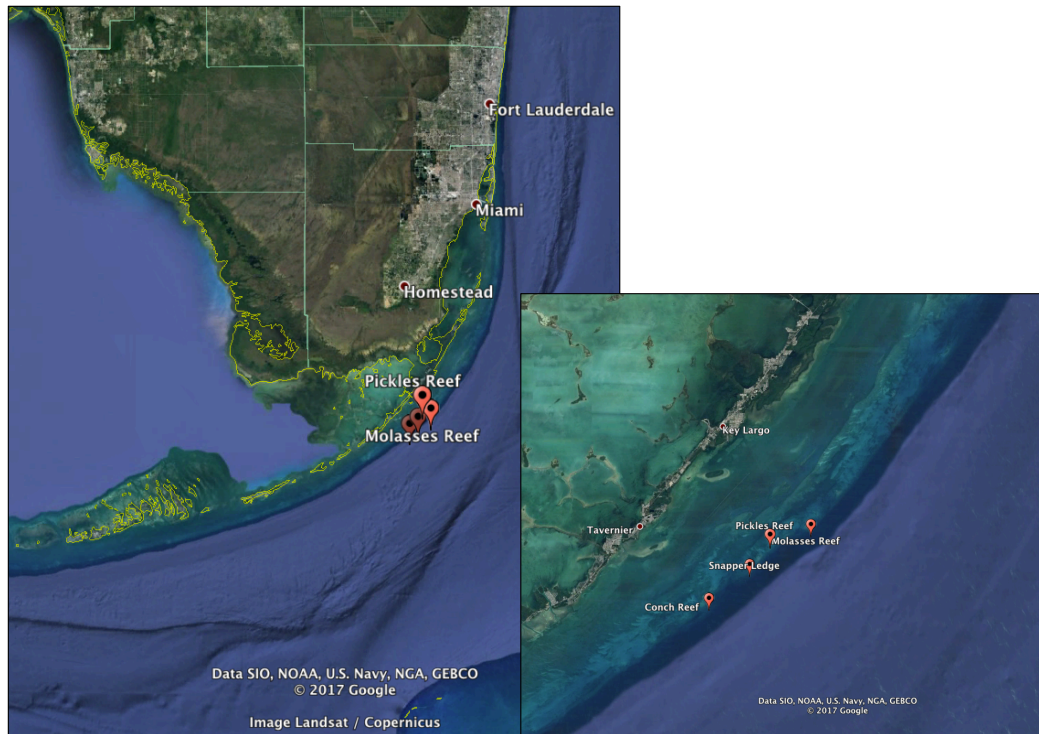 Fort Lauderdale
Miami
Homestead
Pickles Reef
Molasses Reef
Data SIO, NOAA, U.S. Navy, NGA, GEBCO
© 2017 Google
Image Landsat / Copernicus
Key Largo
Tavernier
Pickles Reef
Molasses Reef
Snapper Ledge
Conch Reef
Data SIO, NOAA, U.S. Navy, NGA, GEBCO
© 2017 Google